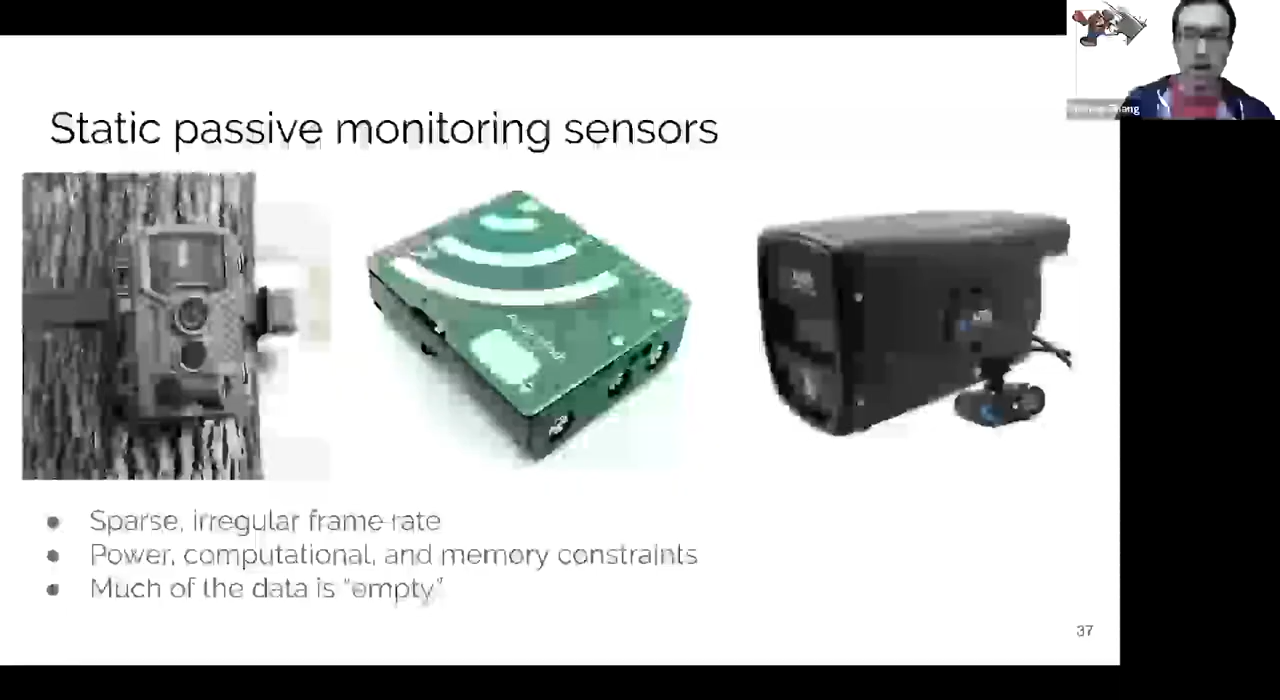 Static passive monitoring sensors
Sparse, irregular frame rate
Power, computational, and memory constraints
Much of the data is "empty"
37